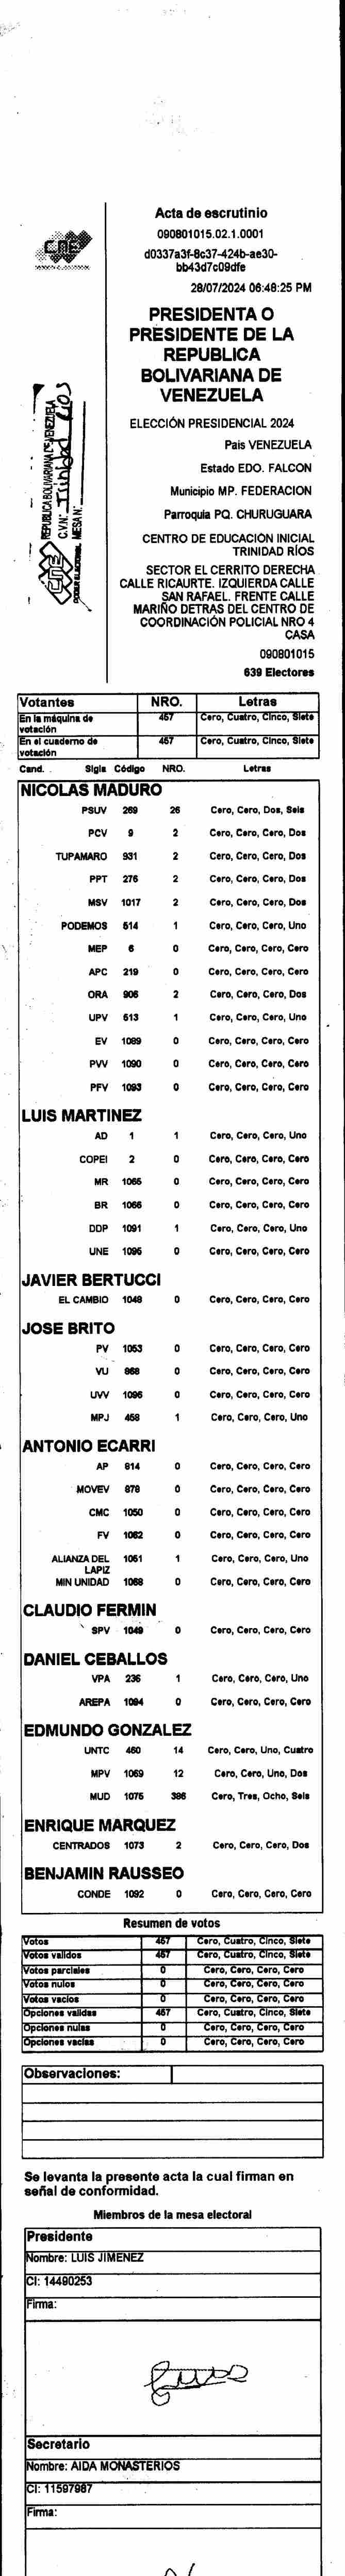 CNE
Acta de escrutinio
090801015.02.1.0001
d0337a3f-8c37-424b-ae30-
bb43d7c09dfe
28/07/2024 06:48:25 PM
PRESIDENTA O
PRESIDENTE DE LA
REPUBLICA
BOLIVARIANA DE
VENEZUELA
ELECCIÓN PRESIDENCIAL 2024
Pais VENEZUELA
Estado EDO. FALCON
Municipio MP. FEDERACION
Parroquia PQ. CHURUGUARA
CENTRO DE EDUCACIÓN INICIAL
TRINIDAD RÍOS
SECTOR EL CERRITO DERECHA
CALLE RICAURTE. IZQUIERDA CALLE
SAN RAFAEL. FRENTE CALLE
MARIÑO DETRAS DEL CENTRO DE
COORDINACIÓN POLICIAL NRO 4
CASA
090801015
639 Electores
REPUBLICA BOLIVARIANA DE VENEZUELA
C.V.N: Trinidad Rios
MESA N:
CNE
PODER ELECTORAL
Votantes NRO. Letras
En la máquina de votación 457 Cero, Cuatro, Cinco, Siete
En el cuaderno de votación 457 Cero, Cuatro, Cinco, Siete
Cand. Sigla Código NRO. Letras
NICOLAS MADURO
PSUV 269 26 Cero, Cero, Dos, Seis
PCV 9 2 Cero, Cero, Cero, Dos
TUPAMARO 931 2 Cero, Cero, Cero, Dos
PPT 276 2 Cero, Cero, Cero, Dos
MSV 1017 2 Cero, Cero, Cero, Dos
PODEMOS 514 1 Cero, Cero, Cero, Uno
MEP 6 0 Cero, Cero, Cero, Cero
APC 219 0 Cero, Cero, Cero, Cero
ORA 906 2 Cero, Cero, Cero, Dos
UPV 513 1 Cero, Cero, Cero, Uno
EV 1089 0 Cero, Cero, Cero, Cero
PVV 1090 0 Cero, Cero, Cero, Cero
PFV 1093 0 Cero, Cero, Cero, Cero
LUIS MARTINEZ
AD 1 1 Cero, Cero, Cero, Uno
COPEI 2 0 Cero, Cero, Cero, Cero
MR 1065 0 Cero, Cero, Cero, Cero
BR 1066 0 Cero, Cero, Cero, Cero
DDP 1091 1 Cero, Cero, Cero, Uno
UNE 1096 0 Cero, Cero, Cero, Cero
JAVIER BERTUCCI
EL CAMBIO 1048 0 Cero, Cero, Cero, Cero
JOSE BRITO
PV 1053 0 Cero, Cero, Cero, Cero
VU 868 0 Cero, Cero, Cero, Cero
UVV 1095 0 Cero, Cero, Cero, Cero
MPJ 458 1 Cero, Cero, Cero, Uno
ANTONIO ECARRI
AP 814 0 Cero, Cero, Cero, Cero
MOVEV 878 0 Cero, Cero, Cero, Cero
CMC 1050 0 Cero, Cero, Cero, Cero
FV 1062 0 Cero, Cero, Cero, Cero
ALIANZA DEL LAPIZ 1051 1 Cero, Cero, Cero, Uno
MIN UNIDAD 1068 0 Cero, Cero, Cero, Cero
CLAUDIO FERMIN
SPV 1049 0 Cero, Cero, Cero, Cero
DANIEL CEBALLOS
VPA 236 1 Cero, Cero, Cero, Uno
AREPA 1094 0 Cero, Cero, Cero, Cero
EDMUNDO GONZALEZ
UNTC 460 14 Cero, Cero, Uno, Cuatro
MPV 1069 12 Cero, Cero, Uno, Dos
MUD 1075 386 Cero, Tres, Ocho, Seis
ENRIQUE MARQUEZ
CENTRADOS 1073 2 Cero, Cero, Cero, Dos
BENJAMIN RAUSSEO
CONDE 1092 0 Cero, Cero, Cero, Cero
Resumen de votos
Votos 457 Cero, Cuatro, Cinco, Siete
Votos validos 457 Cero, Cuatro, Cinco, Siete
Votos parciales 0 Cero, Cero, Cero, Cero
Votos nulos 0 Cero, Cero, Cero, Cero
Votos vacios 0 Cero, Cero, Cero, Cero
Opciones validas 457 Cero, Cuatro, Cinco, Siete
Opciones nulas 0 Cero, Cero, Cero, Cero
Opciones vacias 0 Cero, Cero, Cero, Cero
Observaciones:
Se levanta la presente acta la cual firman en
señal de conformidad.
Miembros de la mesa electoral
Presidente
Nombre: LUIS JIMENEZ
CI: 14490253
Firma:
Secretario
Nombre: AIDA MONASTERIOS
CI: 11597987
Firma: